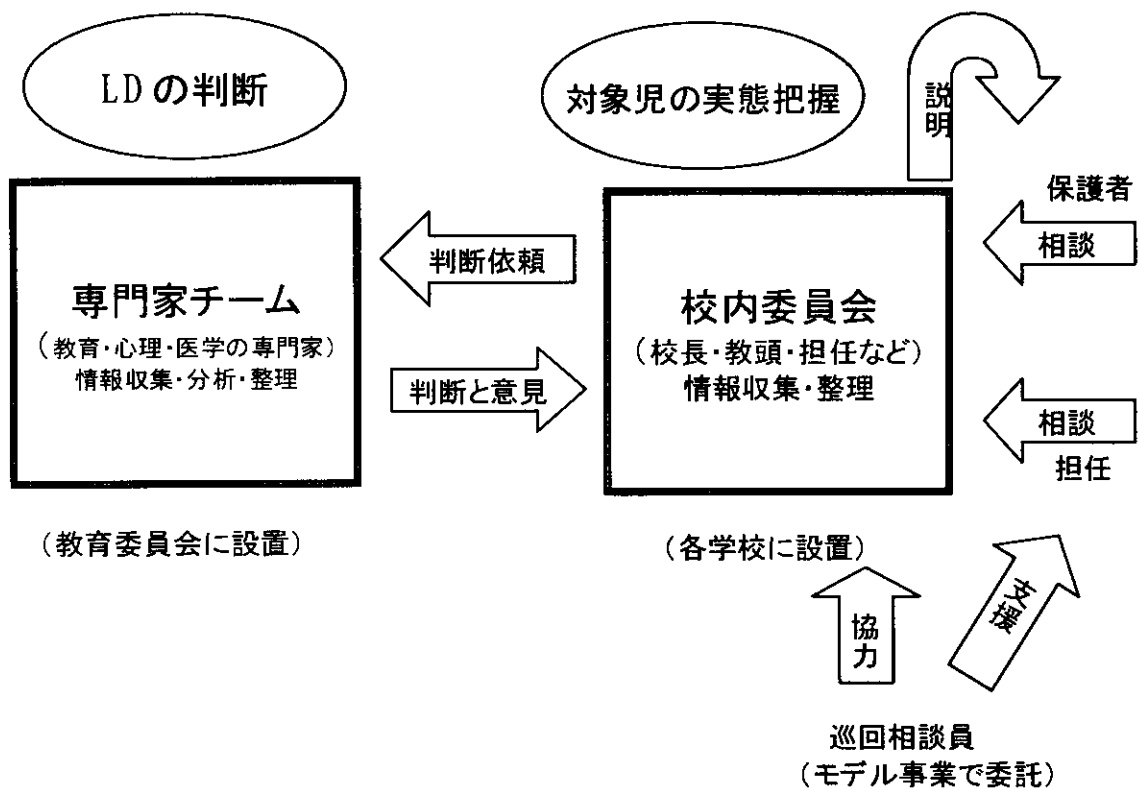 LDの判断
対象児の実態把握
説明
保護者
相談
判断依頼
専門家チーム
(教育・心理・医学の専門家)
情報収集・分析・整理
校内委員会
(校長・教頭・担任など)
情報収集・整理
判断と意見
相談
担任
(教育委員会に設置)
(各学校に設置)
協力
支援
巡回相談員
(モデル事業で委託)